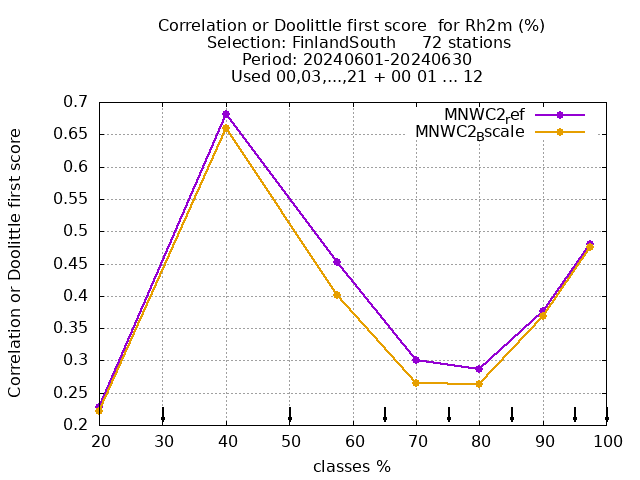 Correlation or Doolittle first score  for Rh2m (%)
Selection: FinlandSouth     72 stations
Period: 20240601-20240630
Used 00,03,...,21 + 00 01 ... 12
MNWC2ref
MNWC2Bscale
0.7
0.65
0.6
0.55
0.5
0.45
0.4
0.35
0.3
0.25
0.2
Correlation or Doolittle first score
20 30 40 50 60 70 80 90 100
classes %